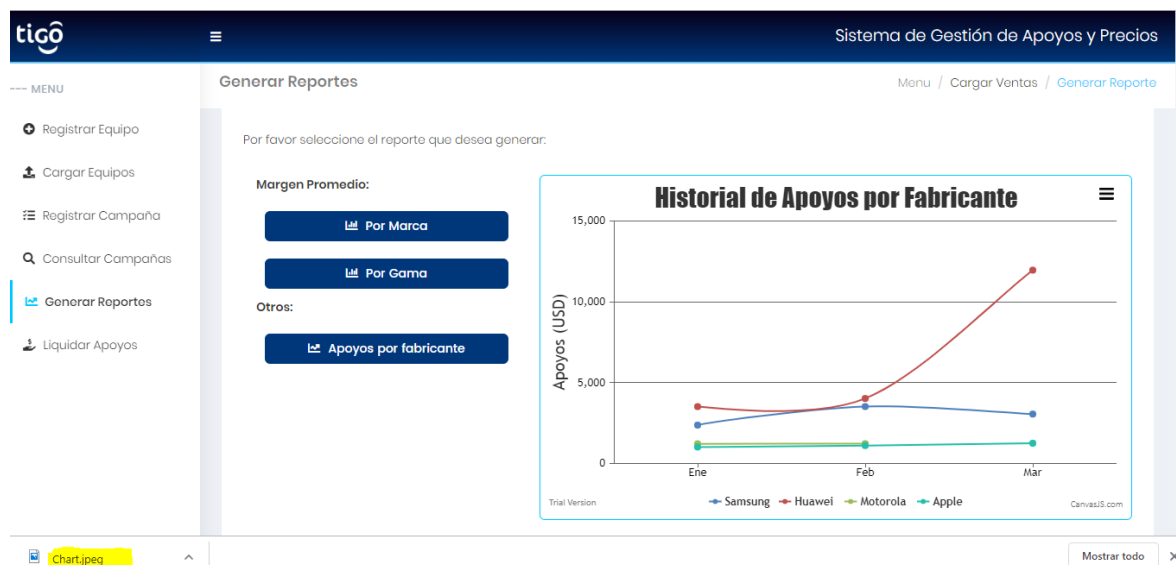 tigô
Sistema de Gestión de Apoyos y Precios
--- MENU
Registrar Equipo
Cargar Equipos
Registrar Campaña
Consultar Campañas
Generar Reportes
Liquidar Apoyos
Generar Reportes
Menu / Cargar Ventas / Generar Reporte
Por favor seleccione el reporte que desea generar:
Margen Promedio:
Por Marca
Por Gama
Otros:
Apoyos por fabricante
Historial de Apoyos por Fabricante
Apoyos (USD)
15,000
10,000
5,000
0
Ene Feb Mar
Samsung Huawei Motorola Apple
Trial Version
CanvasJS.com
Chart.jpeg
Mostrar todo